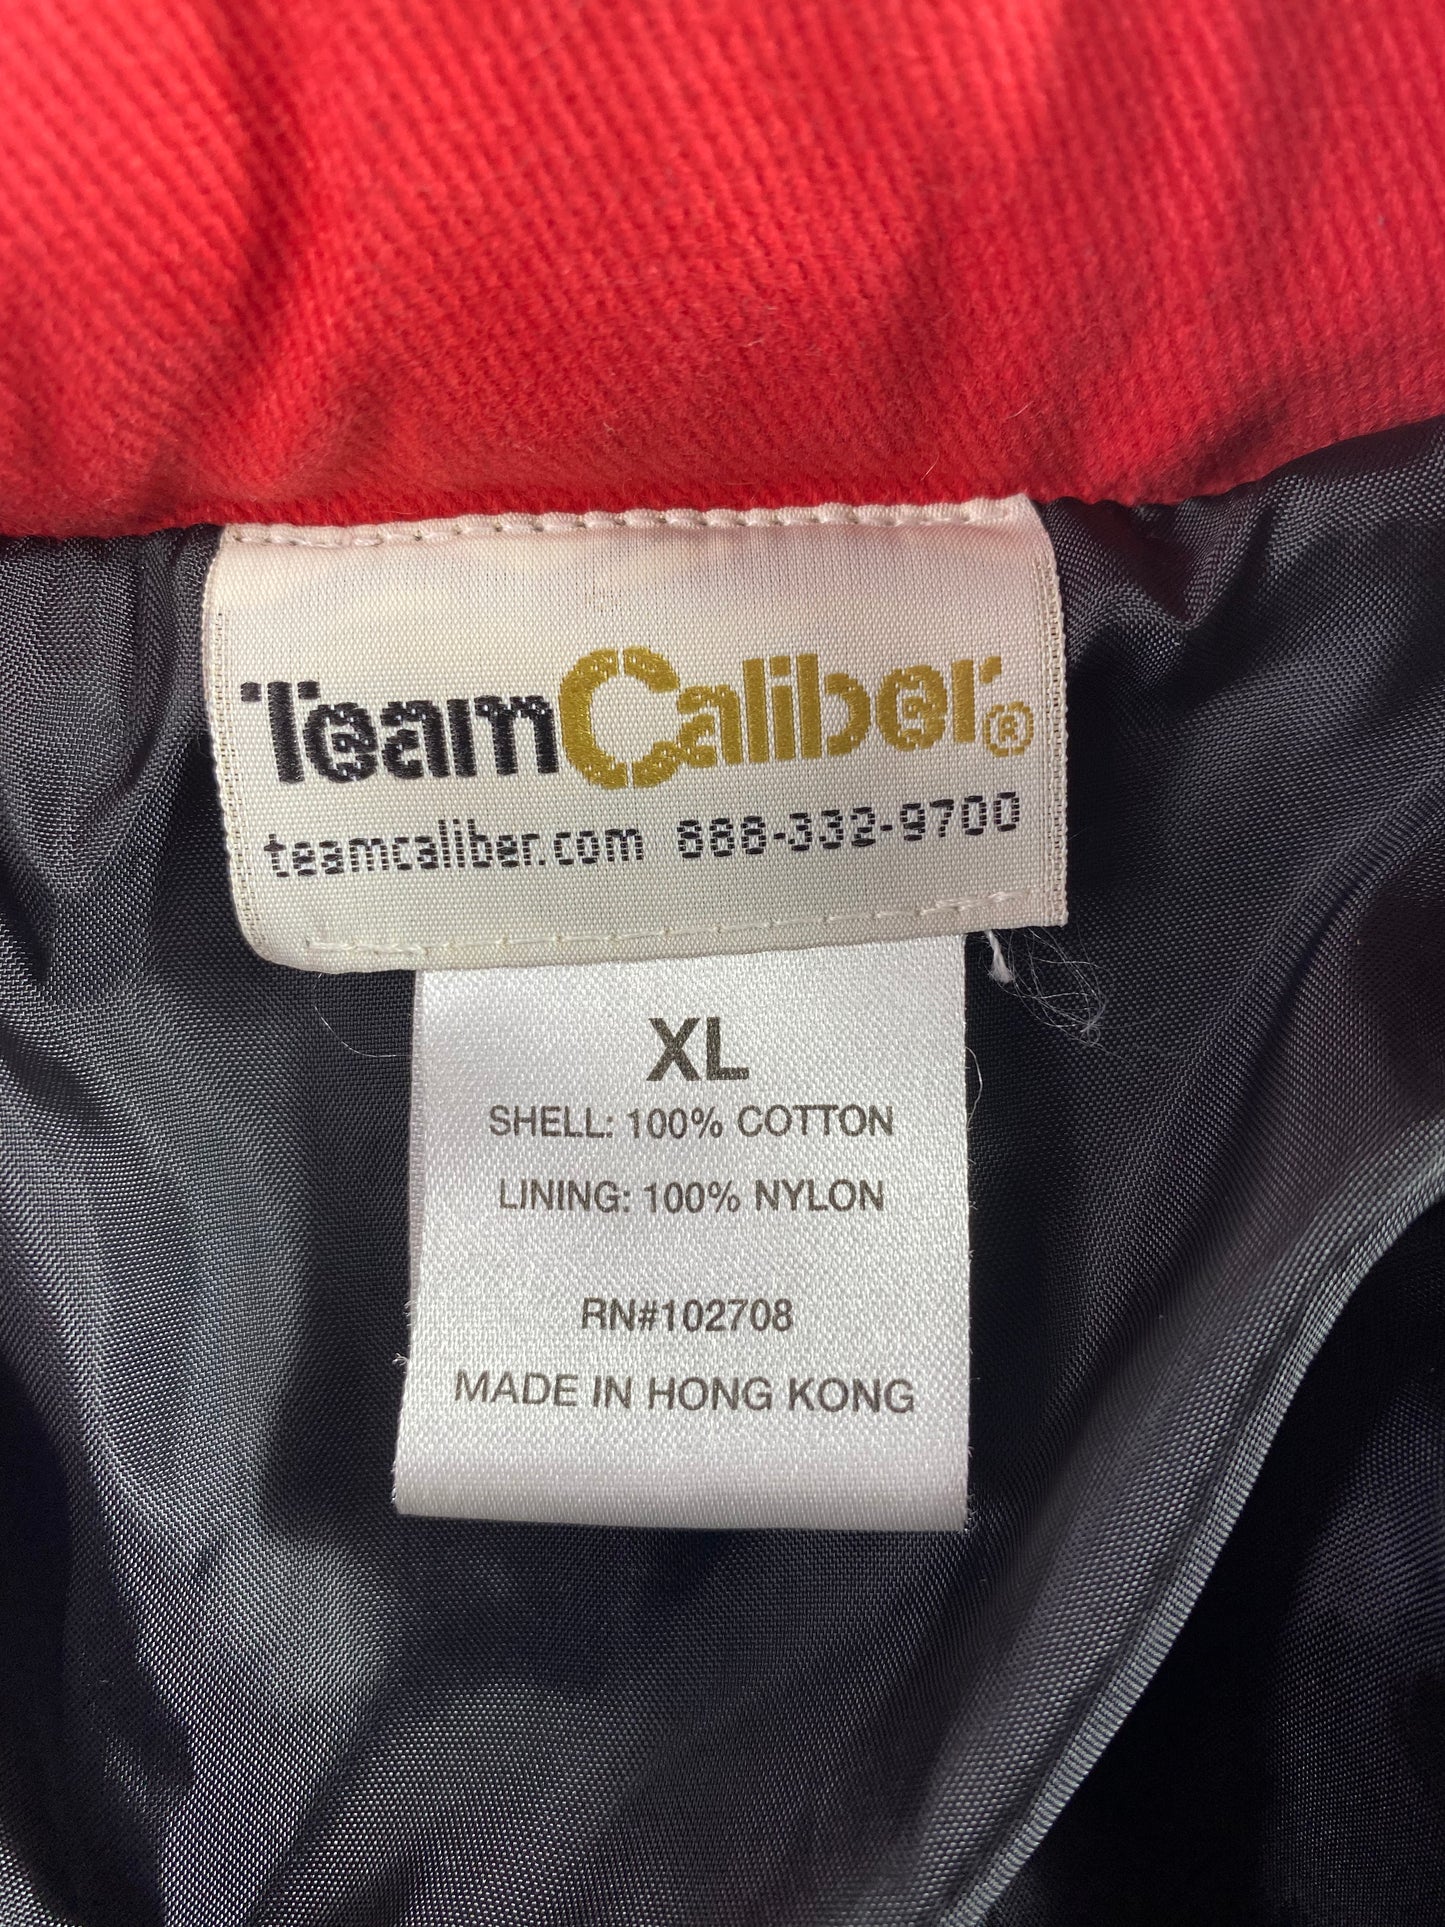 TeamCaliber®
teamcaliber.com 888-332-9700
XL
SHELL: 100% COTTON
LINING: 100% NYLON
RN#102708
MADE IN HONG KONG